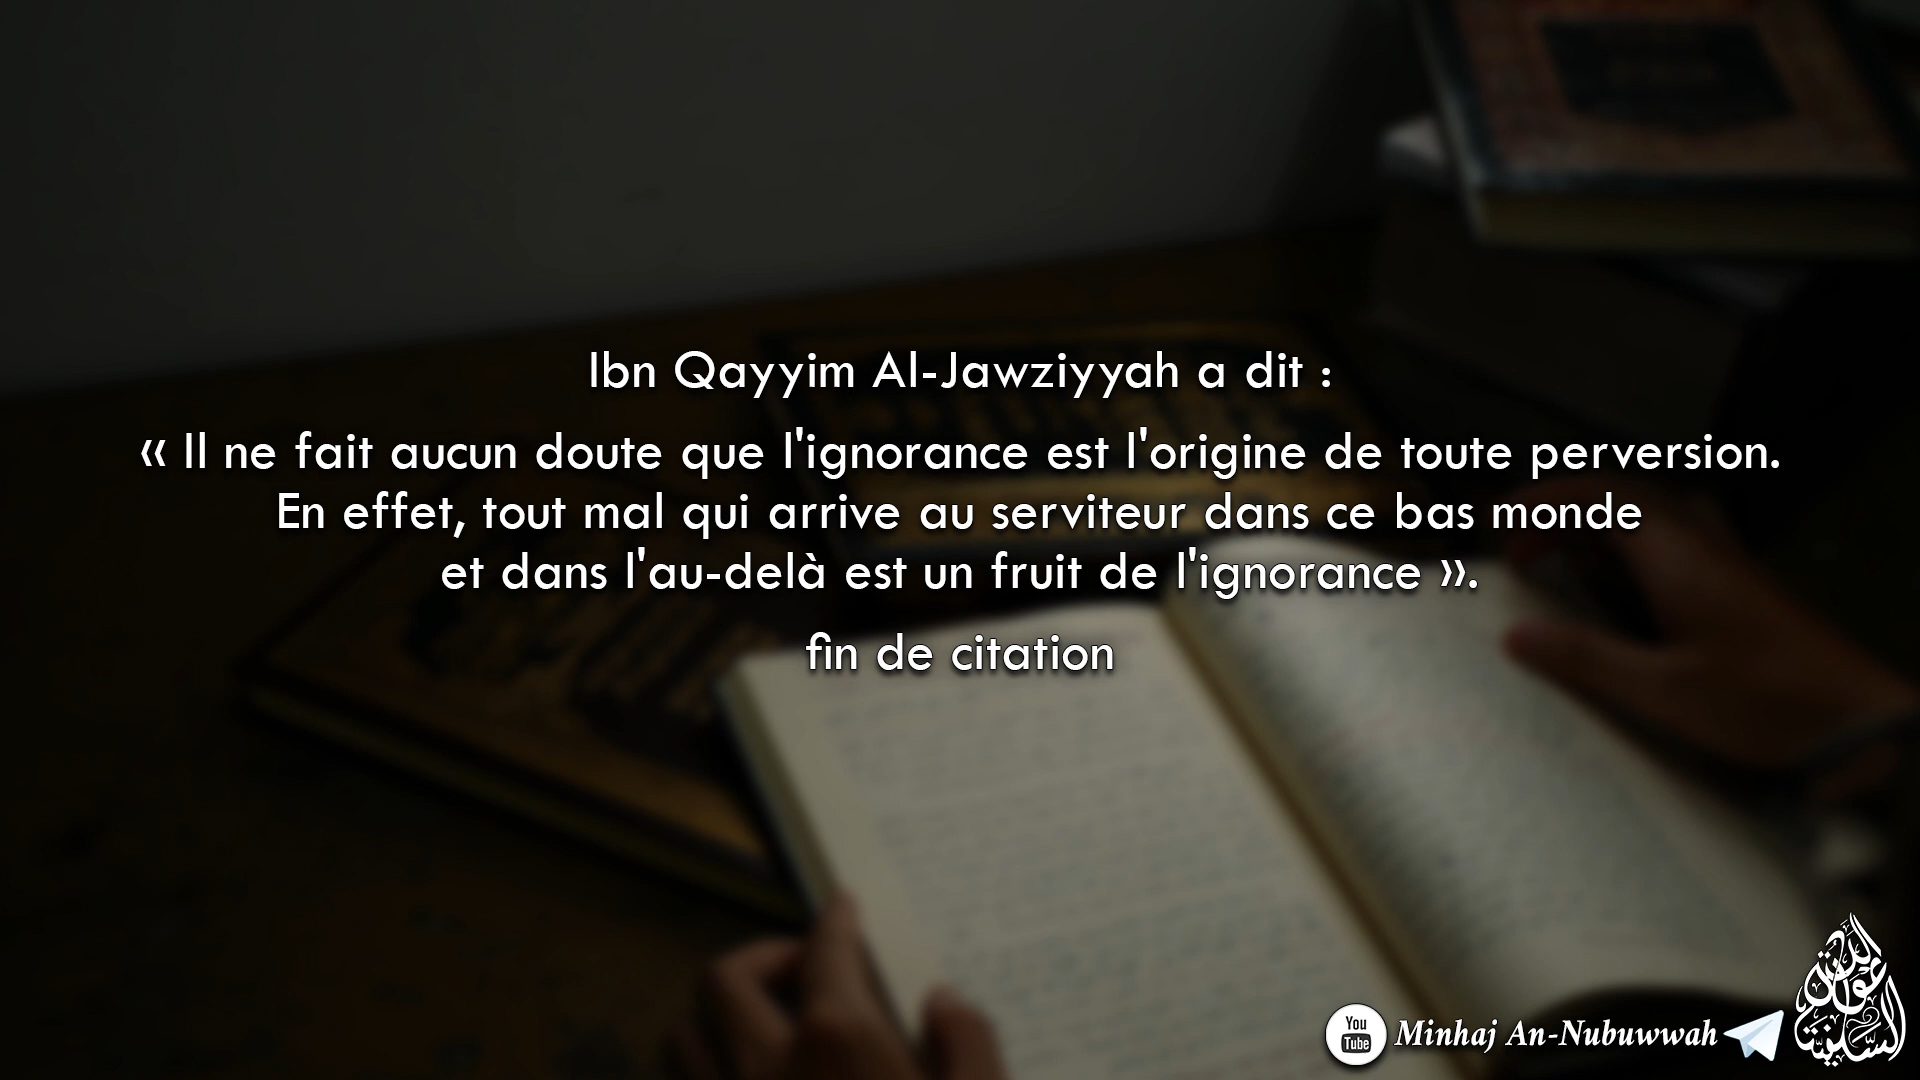 Ibn Qayyim Al-Jawziyyah a dit :
« Il ne fait aucun doute que l'ignorance est l'origine de toute perversion.
En effet, tout mal qui arrive au serviteur dans ce bas monde
et dans l'au-delà est un fruit de l'ignorance ».
fin de citation
You
Tube
Minhaj An-Nubuwwah